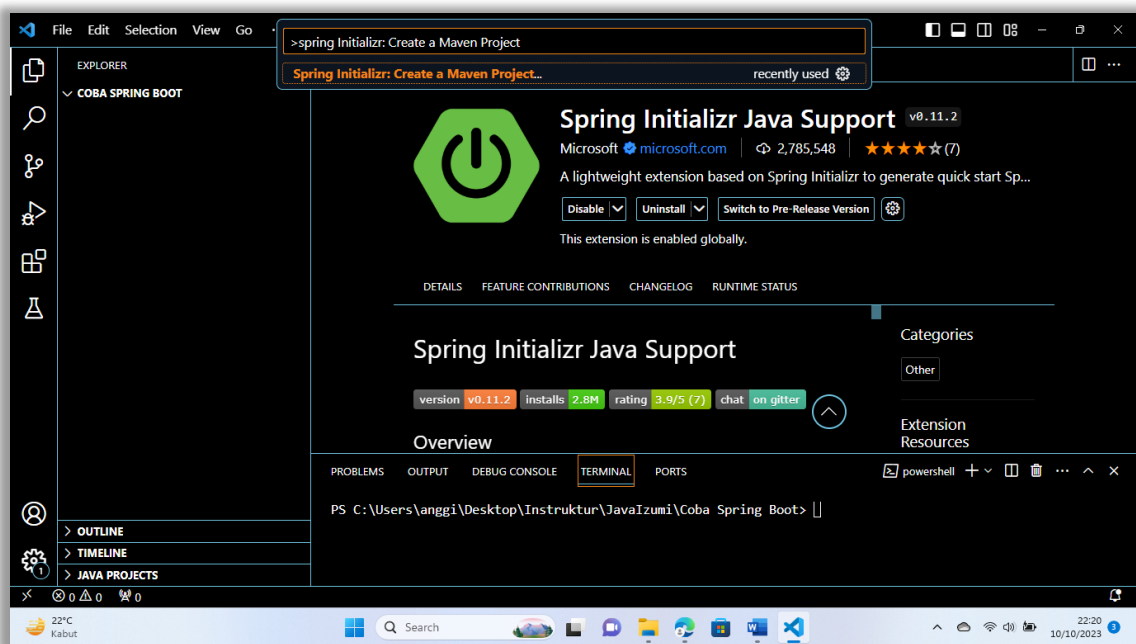 File Edit Selection View Go
>spring Initializr: Create a Maven Project
Spring Initializr: Create a Maven Project... recently used
EXPLORER
COBA SPRING BOOT
Spring Initializr Java Support v0.11.2
Microsoft microsoft.com 2,785,548 (7)
A lightweight extension based on Spring Initializr to generate quick start Sp...
Disable Uninstall Switch to Pre-Release Version
This extension is enabled globally.
DETAILS FEATURE CONTRIBUTIONS CHANGELOG RUNTIME STATUS
Spring Initializr Java Support
version v0.11.2 installs 2.8M rating 3.9/5 (7) chat on gitter
Overview
Categories
Other
Extension
Resources
PROBLEMS OUTPUT DEBUG CONSOLE TERMINAL PORTS powershell
PS C:\Users\anggi\Desktop\Instruktur\JavaIzumi\Coba Spring Boot>
OUTLINE
TIMELINE
JAVA PROJECTS
1
0 0 0
22°C
Kabut
Search
22:20
10/10/2023
3